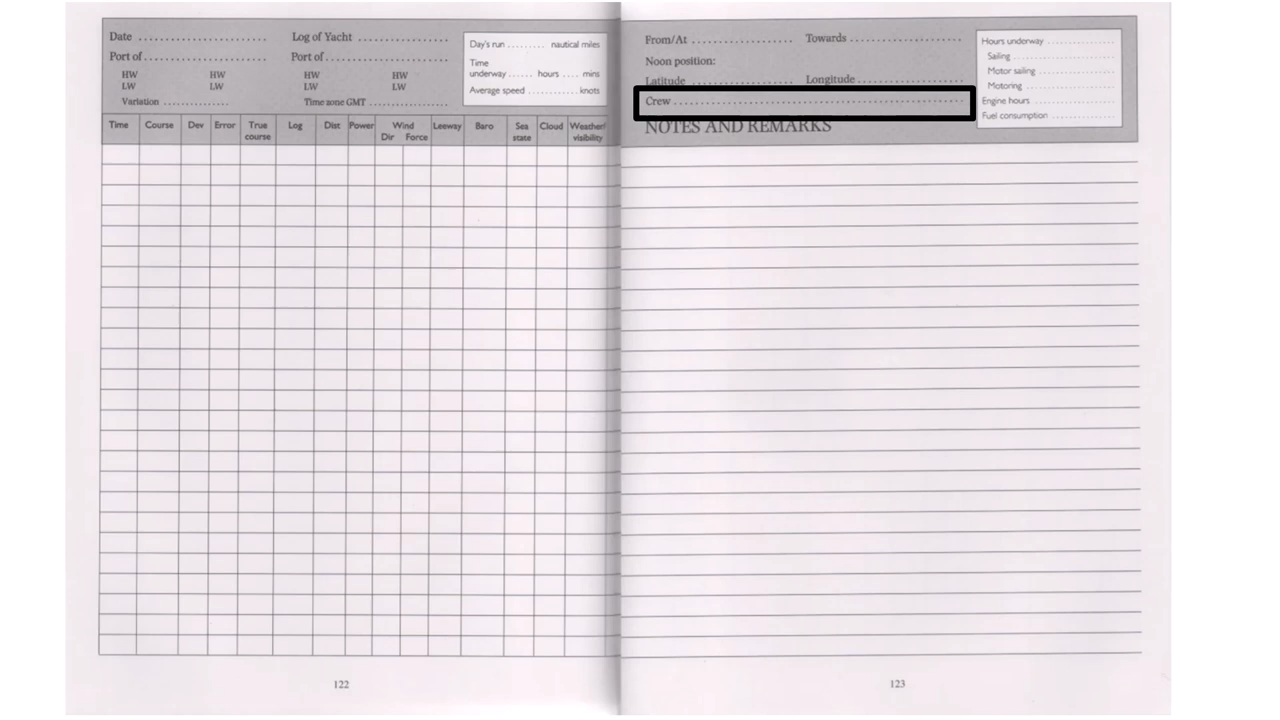 Date Log of Yacht
Port of Port of
HW HW HW HW
LW LW LW LW
Variation Time zone GMT
Day's run nautical miles
Time
underway hours mins
Average speed knots
Time Course Dev Error True course Log Dist Power Wind Dir Force Leeway Baro Sea state Cloud Weather/ visibility
122
From/At Towards
Noon position:
Latitude Longitude
Crew
NOTES AND REMARKS
Hours underway
Sailing
Motor sailing
Motoring
Engine hours
Fuel consumption
123